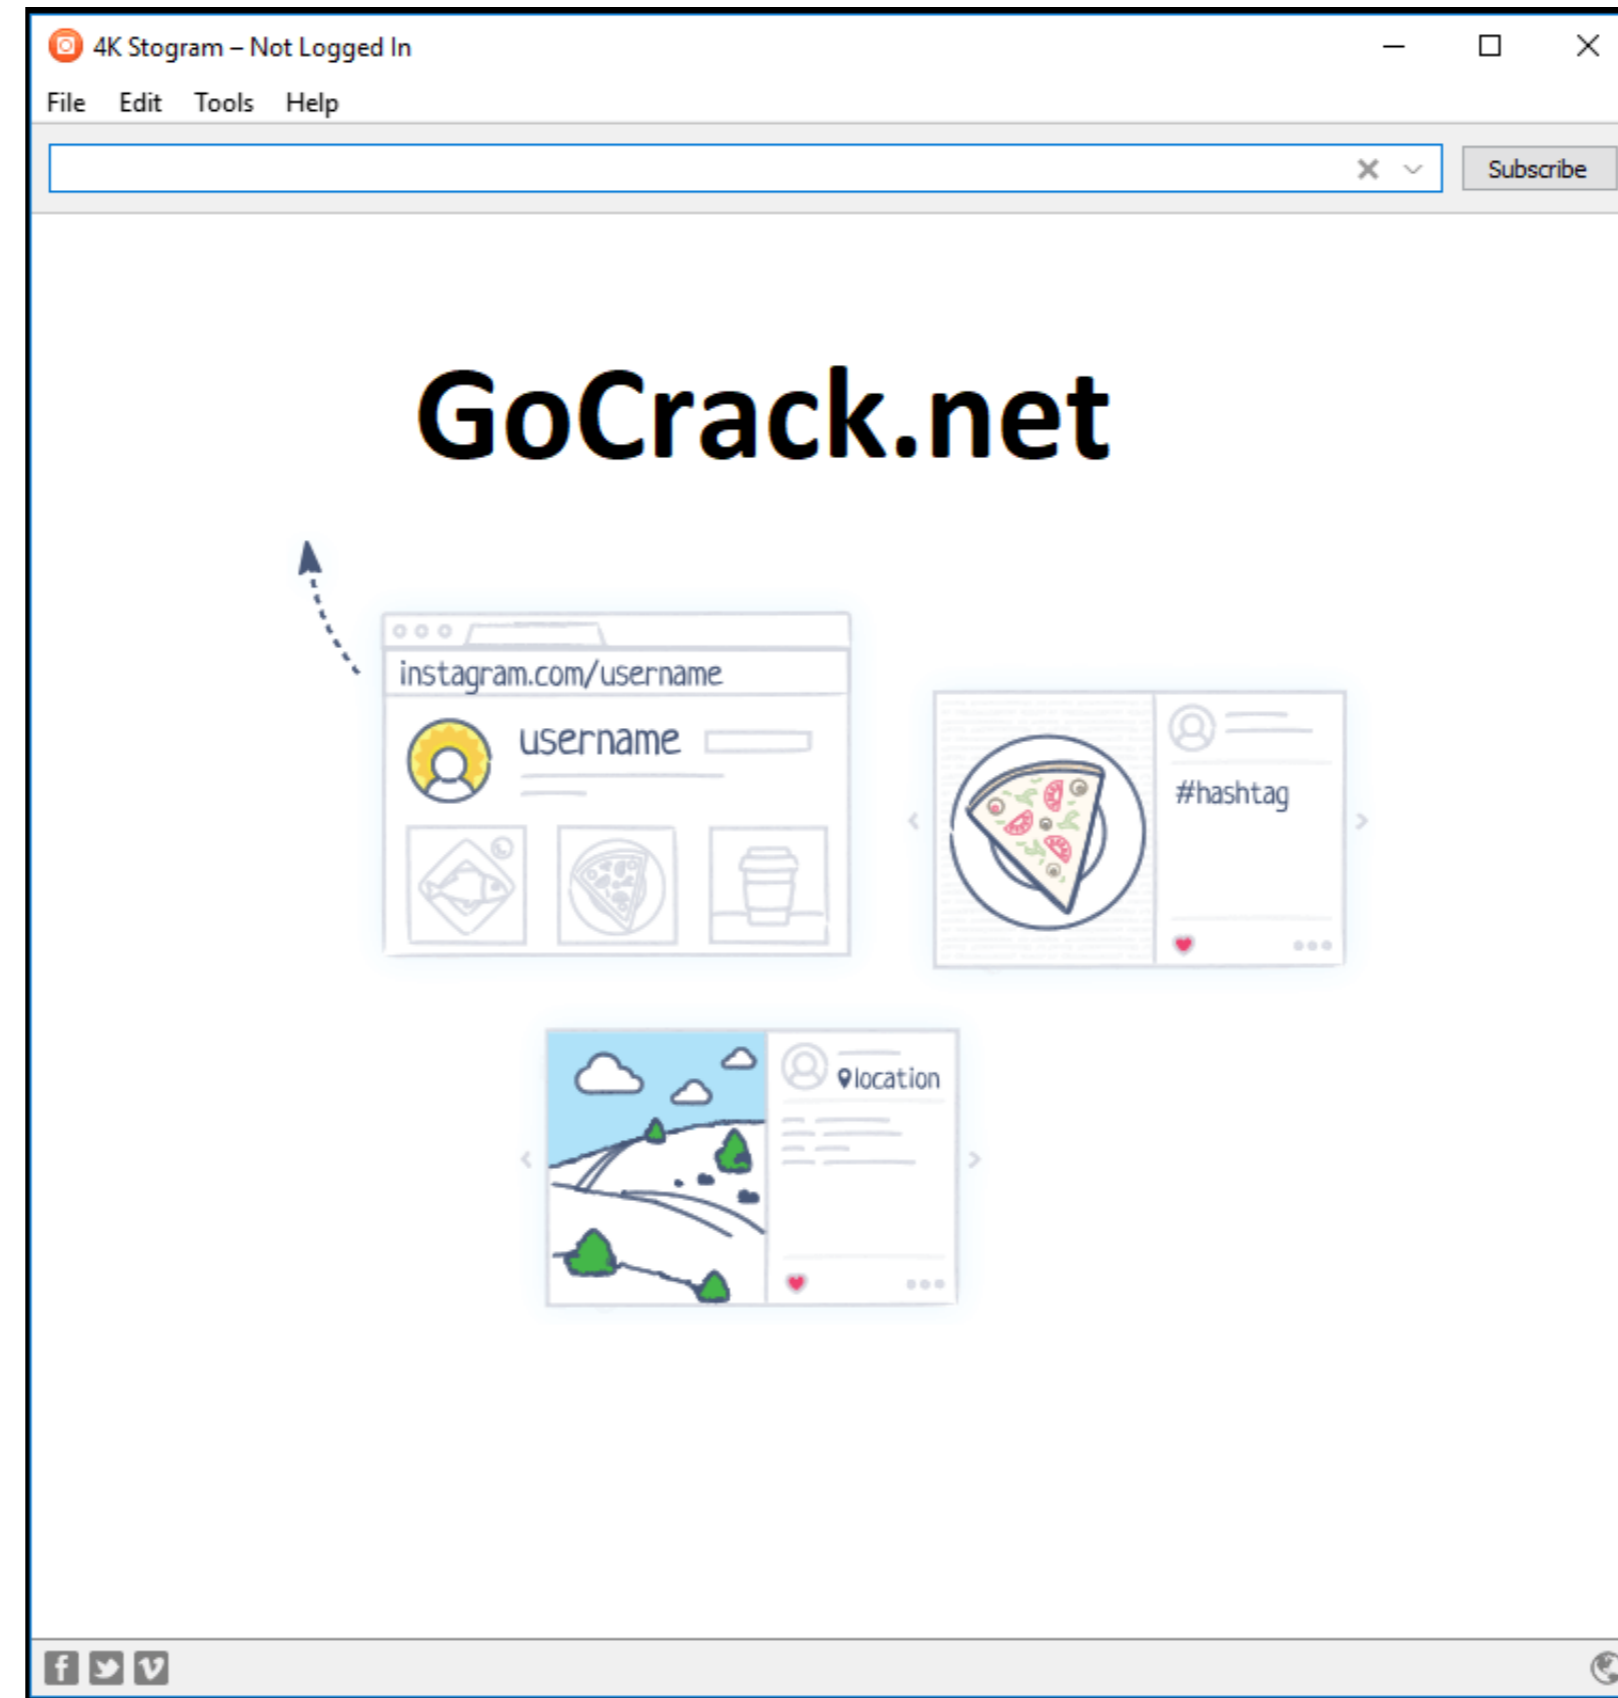 4K Stogram – Not Logged In
File Edit Tools Help
Subscribe
GoCrack.net
instagram.com/username
username
#hashtag
location